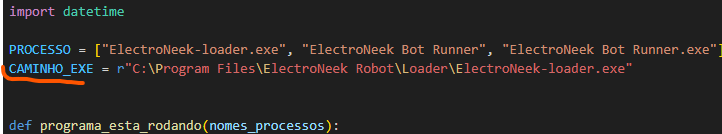 import datetime
PROCESSO = ["ElectroNeek-loader.exe", "ElectroNeek Bot Runner", "ElectroNeek Bot Runner.exe"]
CAMINHO_EXE = r"C:\Program Files\ElectroNeek Robot\Loader\ElectroNeek-loader.exe"
def programa_esta_rodando(nomes_processos):